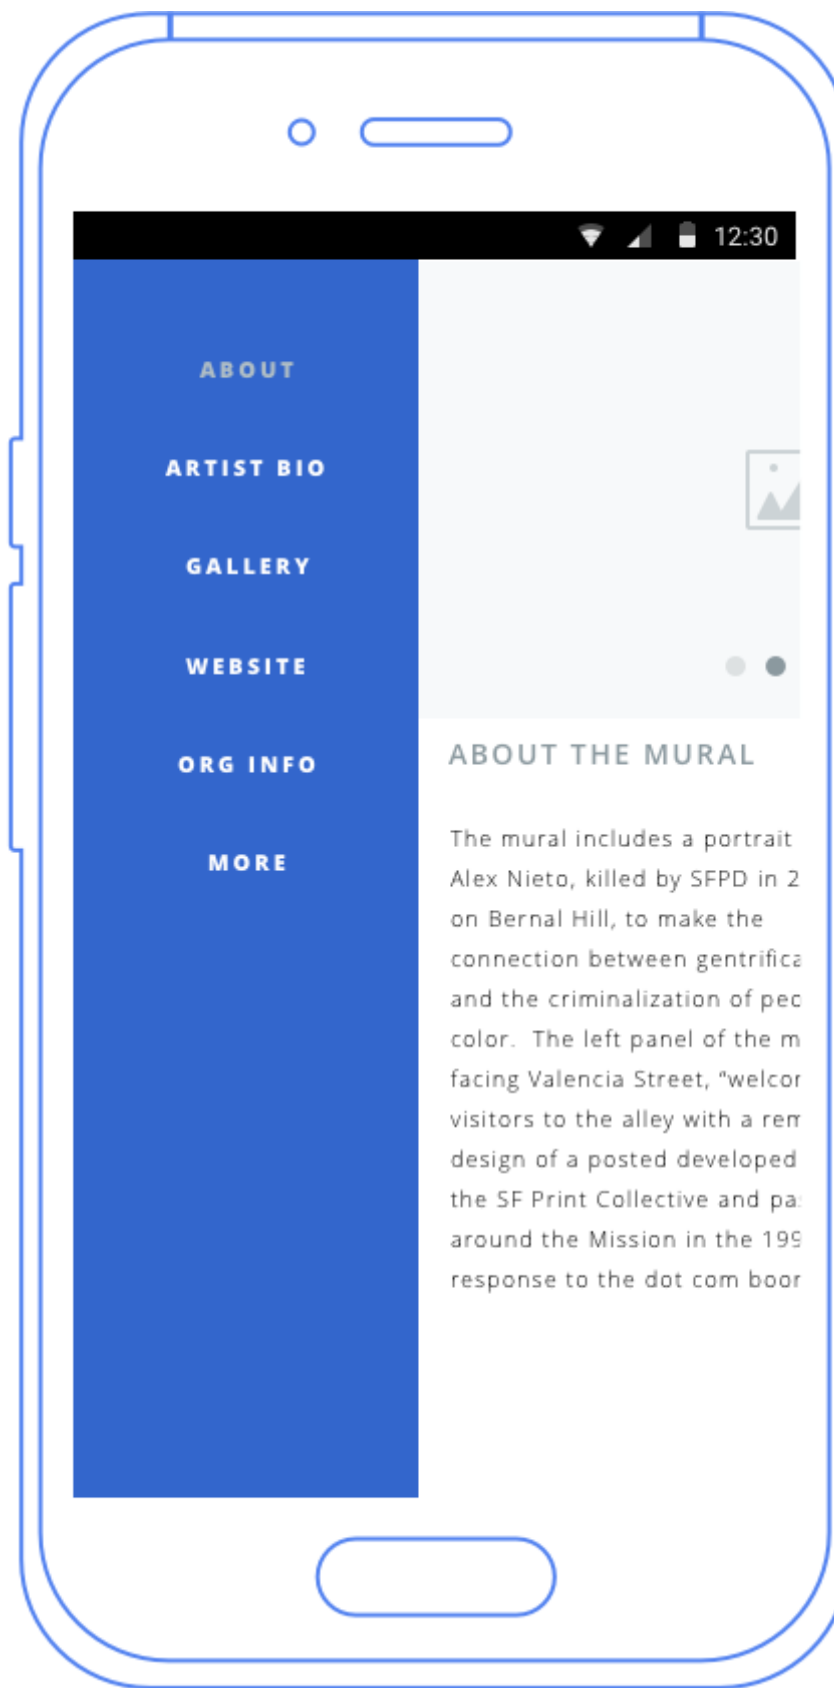 12:30
ABOUT
ARTIST BIO
GALLERY
WEBSITE
ORG INFO
MORE
ABOUT THE MURAL
The mural includes a portrait
Alex Nieto, killed by SFPD in 2
on Bernal Hill, to make the
connection between
and the criminalization of
color. The left panel of the
facing Valencia Street,
visitors to the alley with a
design of a posted developed
the SF Print Collective and
around the Mission in the
response to the dot com